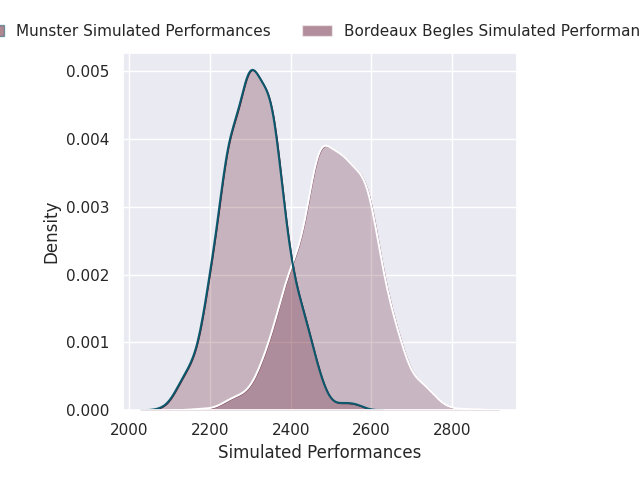 Munster Simulated Performances
Bordeaux Begles Simulated Performan
0.005
0.004
0.003
0.002
0.001
0.000
Density
2000 2200 2400 2600 2800
Simulated Performances